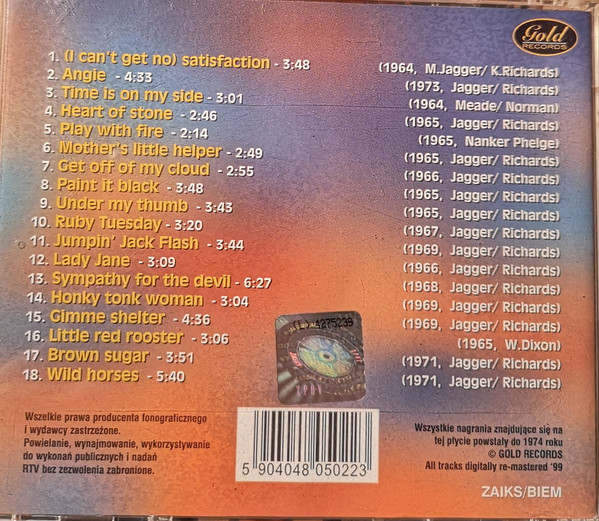 Gold
RECORDS
1. (I can't get no) satisfaction - 3:48 (1964, M.Jagger/ K.Richards)
2. Angie - 4:33 (1973, Jagger/ Richards)
3. Time is on my side - 3:01 (1964, Meade/ Norman)
4. Heart of stone - 2:46 (1965, Jagger/ Richards)
5. Play with fire - 2:14 (1965, Nanker Phelge)
6. Mother's little helper - 2:49 (1965, Jagger/ Richards)
7. Get off of my cloud - 2:55 (1966, Jagger/ Richards)
8. Paint it black - 3:48 (1965, Jagger/ Richards)
9. Under my thumb - 3:43 (1965, Jagger/ Richards)
10. Ruby Tuesday - 3:20 (1967, Jagger/ Richards)
11. Jumpin' Jack Flash - 3:44 (1969, Jagger/ Richards)
12. Lady Jane - 3:09 (1966, Jagger/ Richards)
13. Sympathy for the devil - 6:27 (1968, Jagger/ Richards)
14. Honky tonk woman - 3:04 (1969, Jagger/ Richards)
15. Gimme shelter - 4:36 (1969, Jagger/ Richards)
16. Little red rooster - 3:06 (1965, W.Dixon)
17. Brown sugar - 3:51 (1971, Jagger/ Richards)
18. Wild horses - 5:40 (1971, Jagger/ Richards)
Wszelkie prawa producenta fonograficznego
i wydawcy zastrzeżone.
Powielanie, wynajmowanie, wykorzystywanie
do wykonań publicznych i nadań
RTV bez zezwolenia zabronione.
5 904048 050223
Wszystkie nagrania znajdujące się na
tej płycie powstały do 1974 roku
© GOLD RECORDS
All tracks digitally re-mastered '99
ZAIKS/BIEM